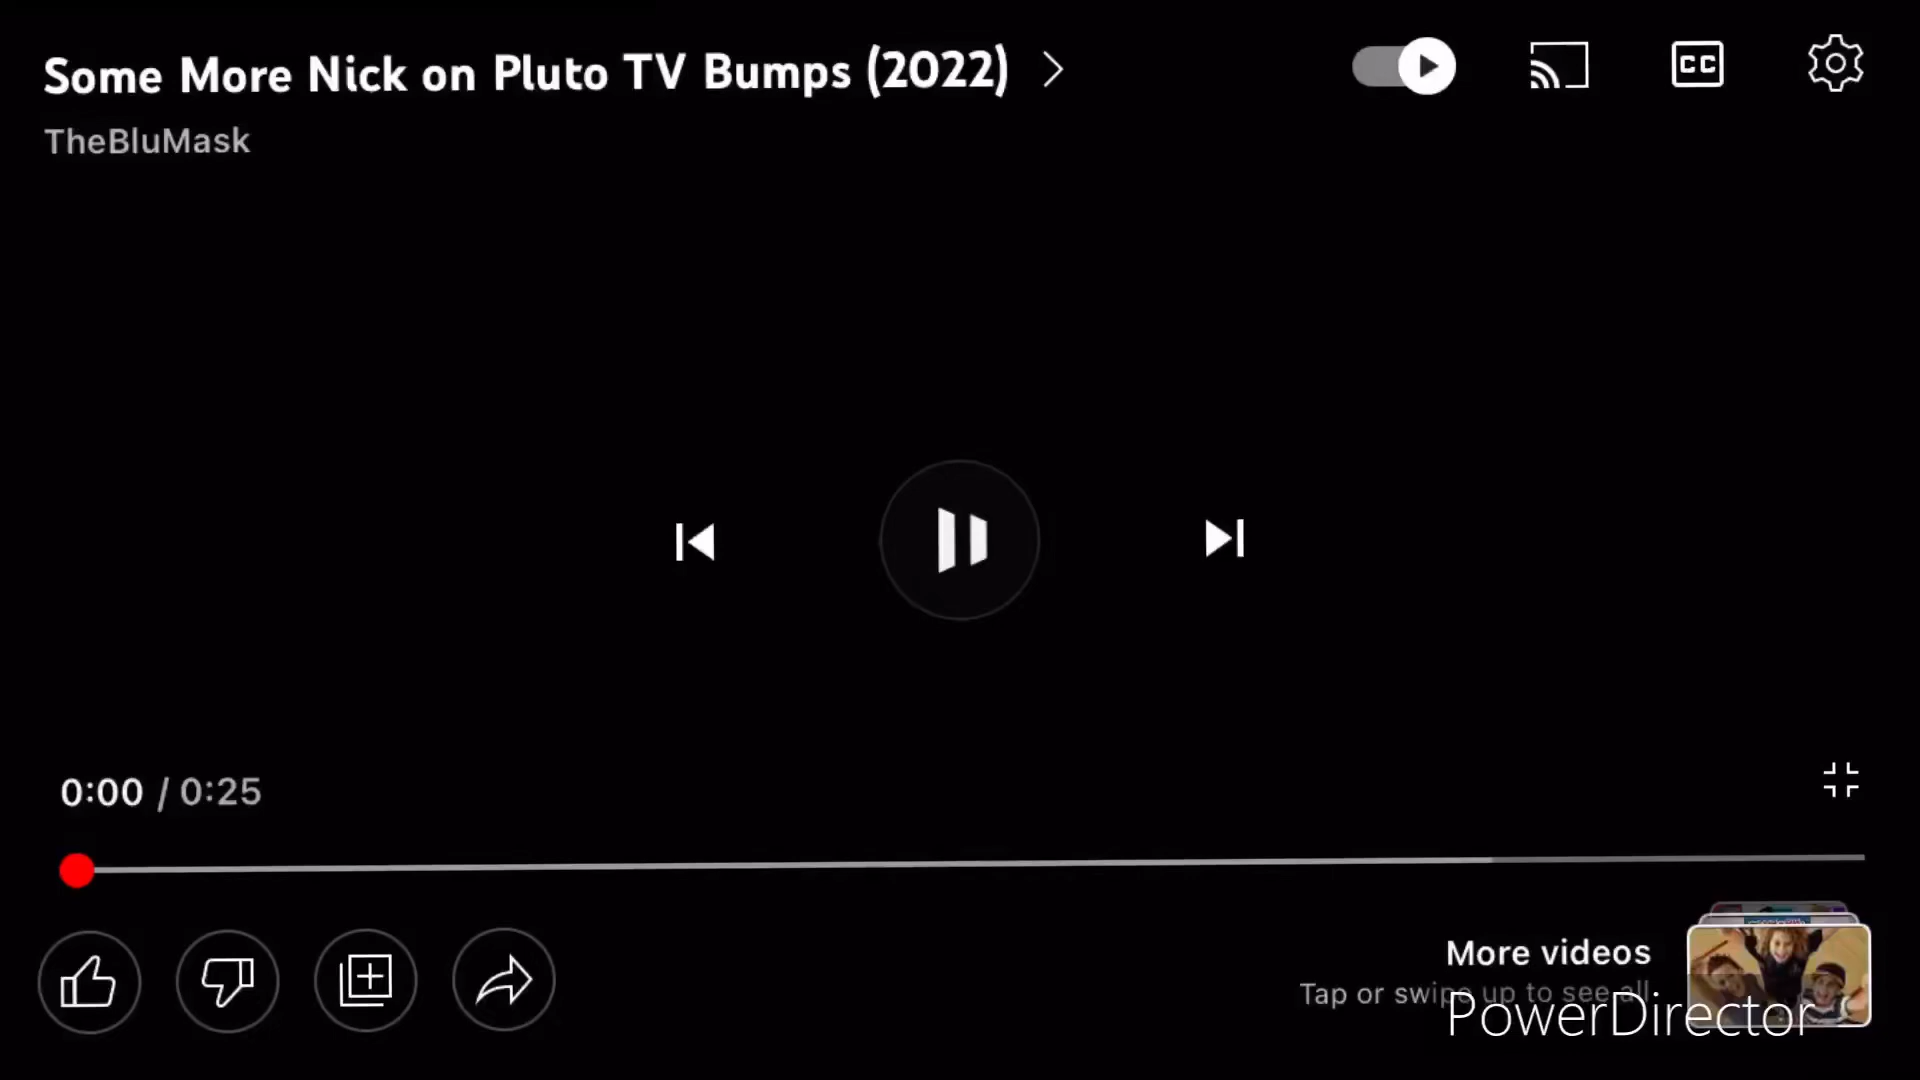 Some More Nick on Pluto TV Bumps (2022)
TheBluMask
CC
0:00 / 0:25
More videos
Tap or swipe up to see all
PowerDirector